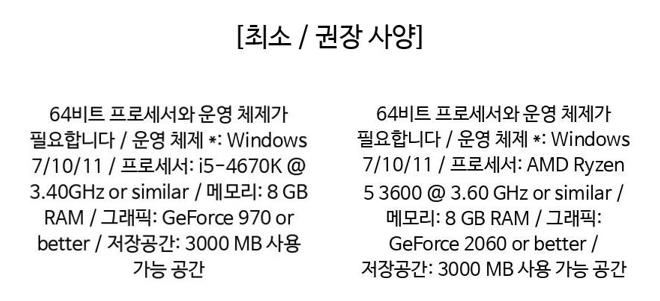 [최소 / 권장 사양]
64비트 프로세서와 운영 체제가
필요합니다 / 운영 체제 *: Windows
7/10/11 / 프로세서: i5-4670K @
3.40GHz or similar / 메모리: 8 GB
RAM / 그래픽: GeForce 970 or
better / 저장공간: 3000 MB 사용
가능 공간
64비트 프로세서와 운영 체제가
필요합니다 / 운영 체제 *: Windows
7/10/11 / 프로세서: AMD Ryzen
5 3600 @ 3.60 GHz or similar /
메모리: 8 GB RAM / 그래픽:
GeForce 2060 or better /
저장공간: 3000 MB 사용 가능 공간